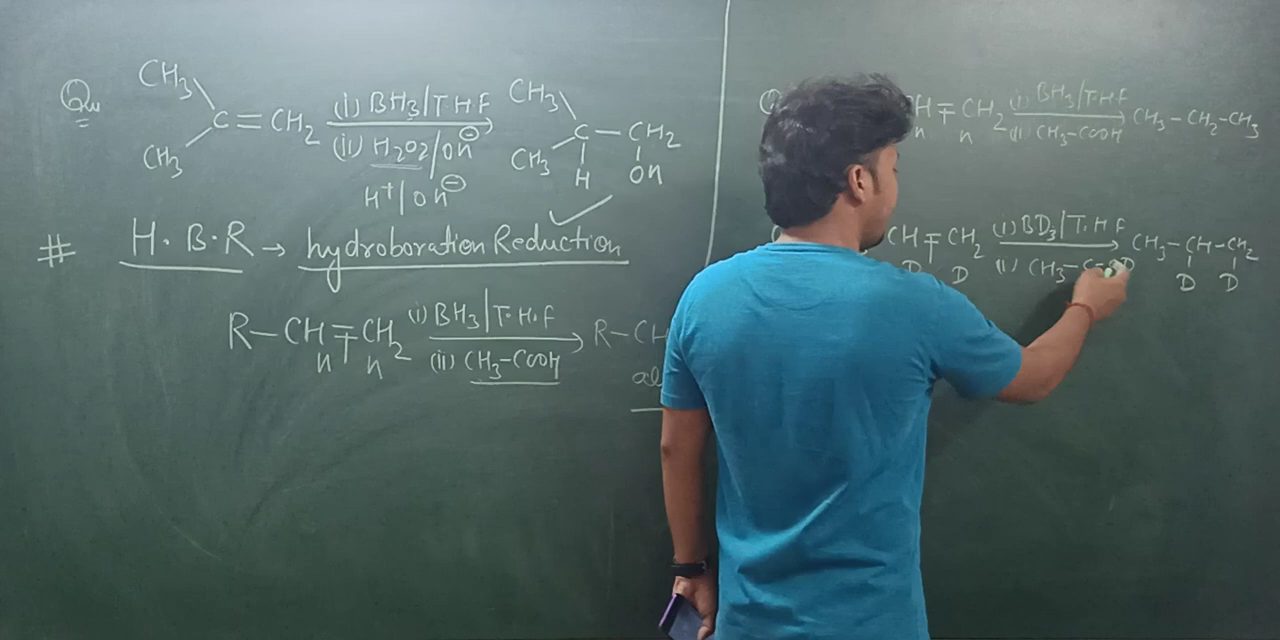 Qu
CH3
C=CH2 (i) BH3/THF
(ii) H2O2/OH⊖
H+/OH⊖
CH3
CH3
C—CH2
CH3
H OH
# H.B.R → hydroboration Reduction
R—CH=CH2 (i) BH3/T.H.F R—CH
H H (ii) CH3-COOH
H=CH2 (i) BH3/THF CH3-CH2-CH3
H H (ii) CH3-COOH
CH=CH2 (i) BD3/T.H.F CH3-CH-CH2
D D (ii) CH3- D D D